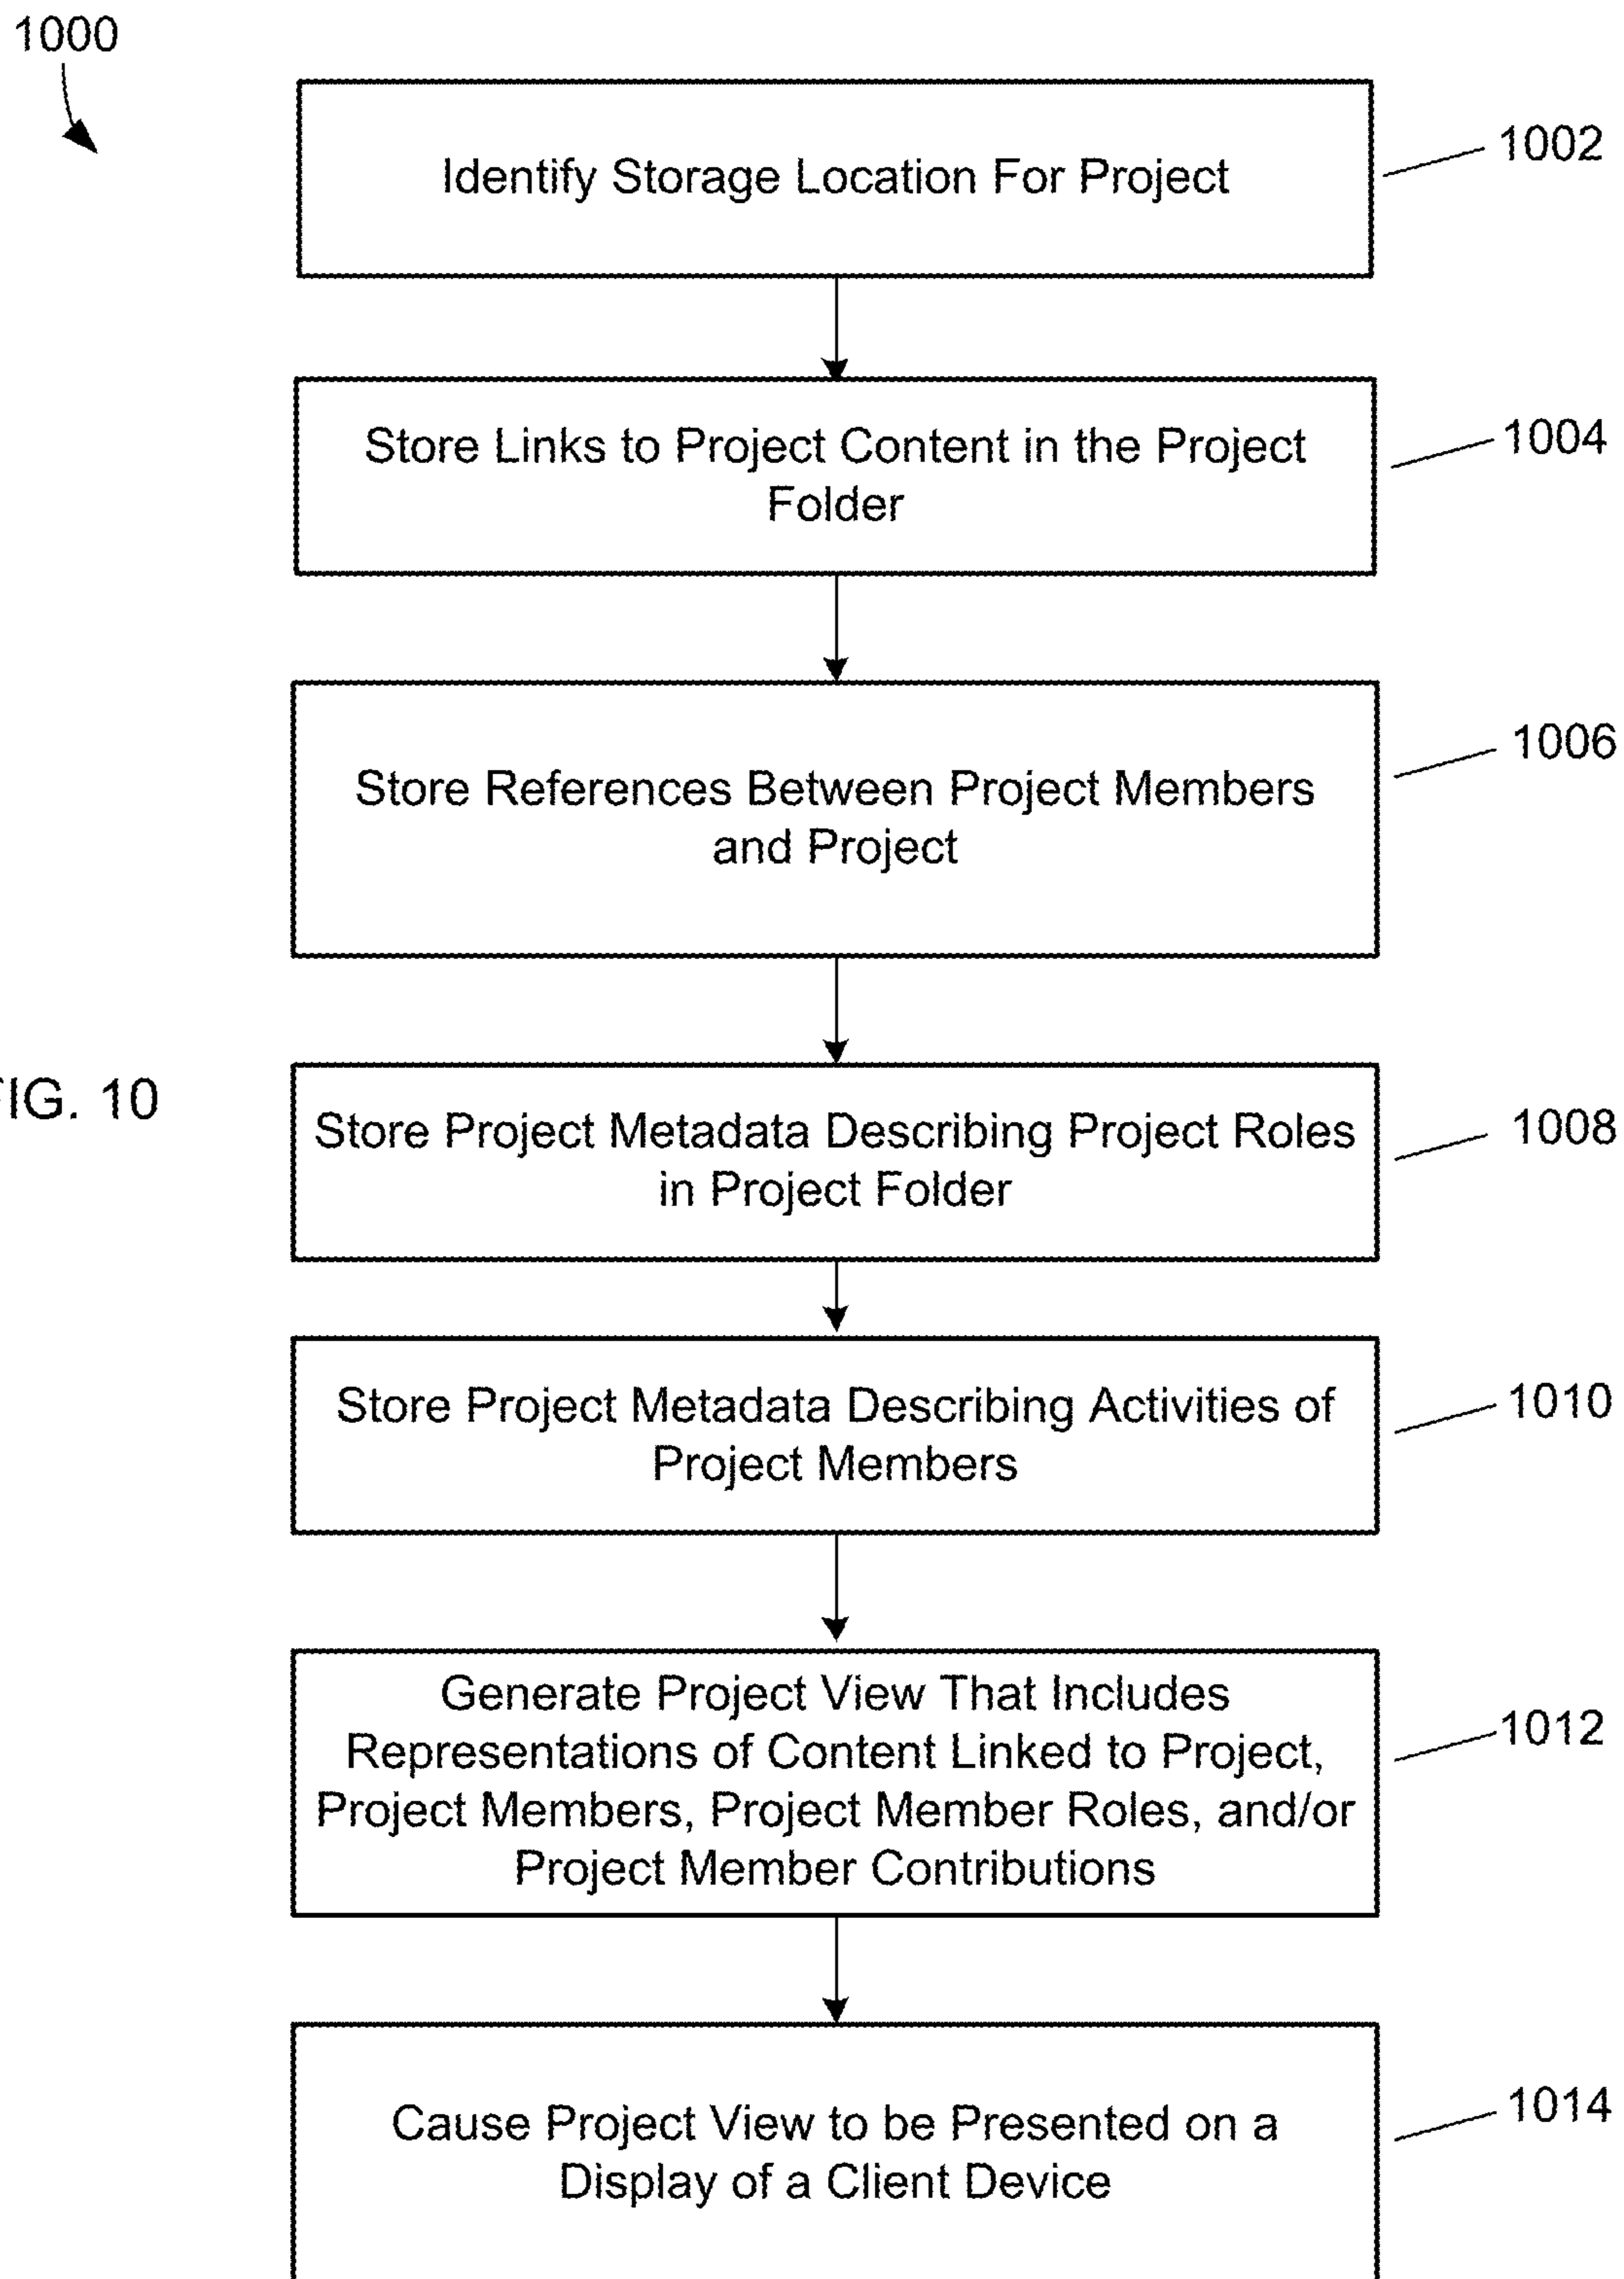 1000
Identify Storage Location For Project
1002
Store Links to Project Content in the Project
Folder
1004
Store References Between Project Members
and Project
1006
FIG. 10
Store Project Metadata Describing Project Roles
in Project Folder
1008
Store Project Metadata Describing Activities of
Project Members
1010
Generate Project View That Includes
Representations of Content Linked to Project,
Project Members, Project Member Roles, and/or
Project Member Contributions
1012
Cause Project View to be Presented on a
Display of a Client Device
1014